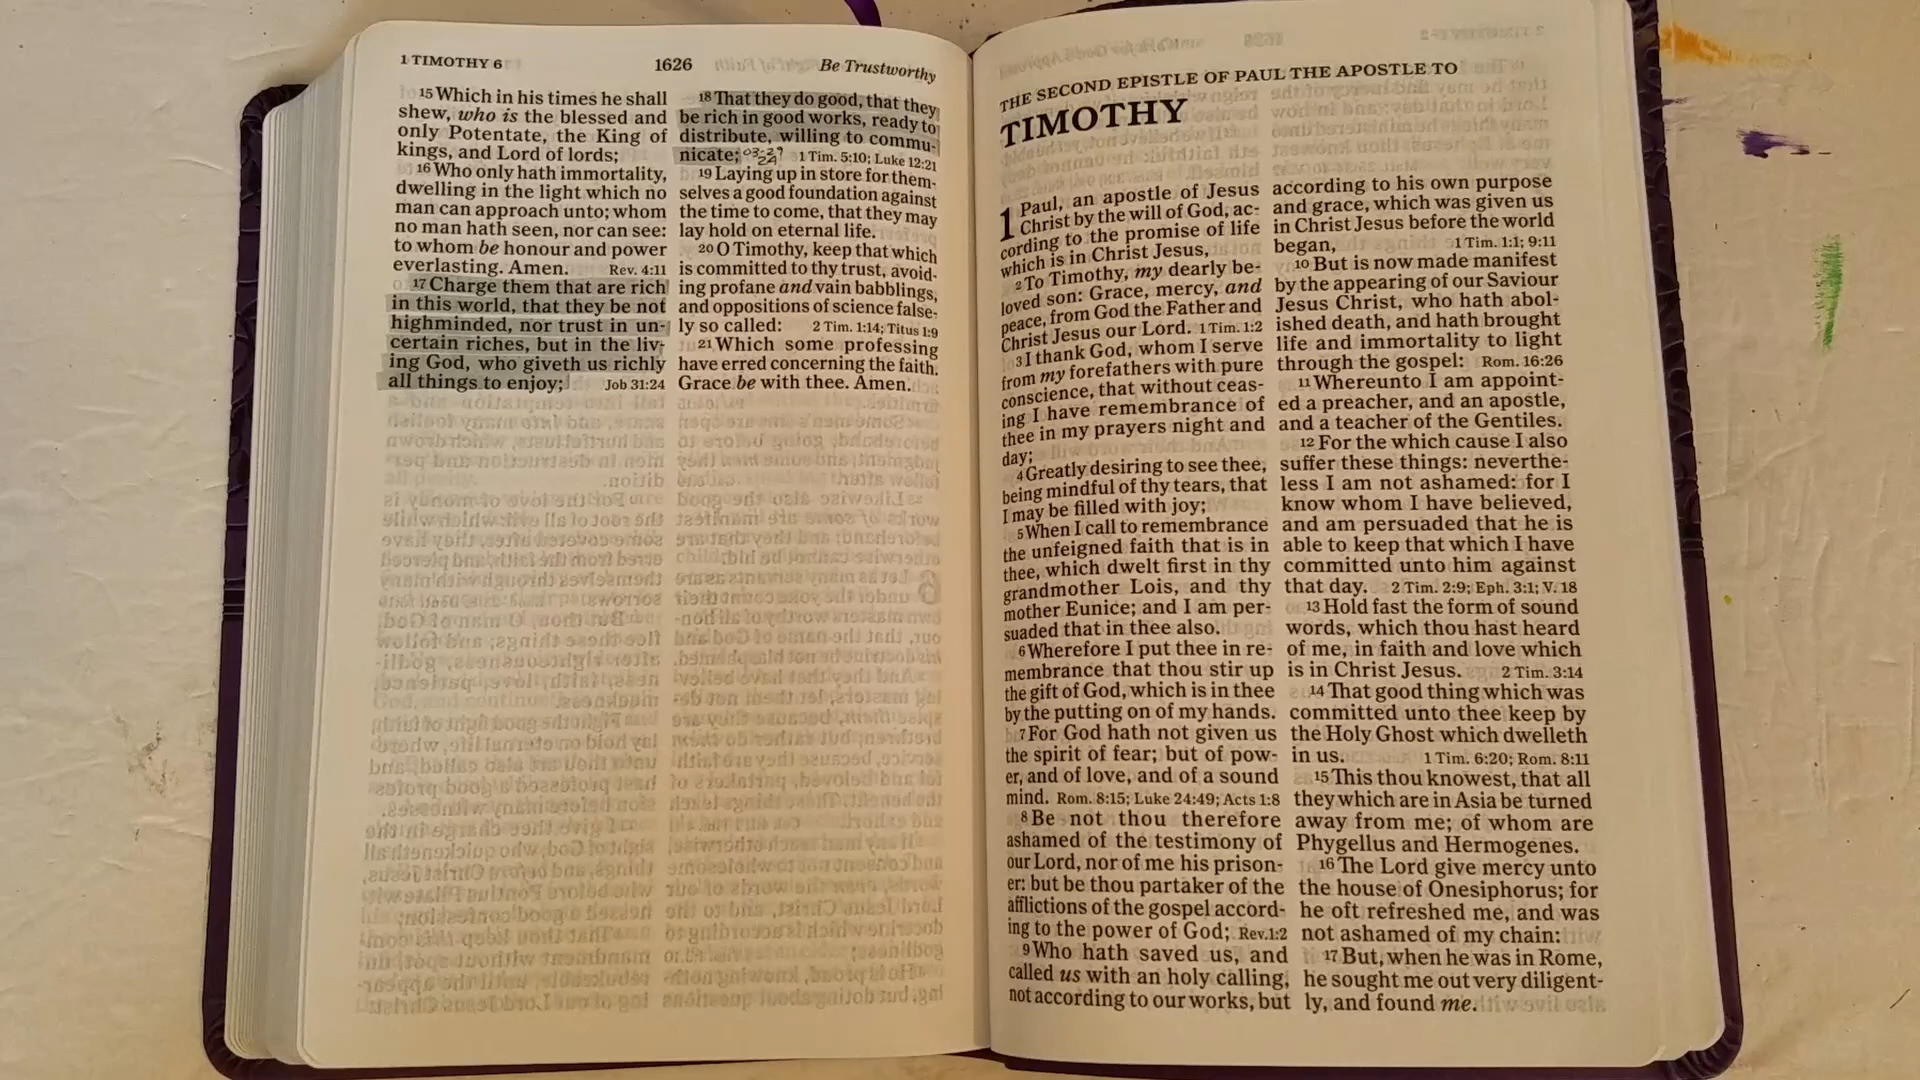 1 TIMOTHY 6
1626
Be Trustworthy
15 Which in his times he shall
shew, who is the blessed and
only Potentate, the King of
kings, and Lord of lords;
16 Who only hath immortality,
dwelling in the light which no
man can approach unto; whom
no man hath seen, nor can see:
to whom be honour and power
everlasting. Amen. Rev. 4:11
17 Charge them that are rich
in this world, that they be not
highminded, nor trust in un-
certain riches, but in the liv-
ing God, who giveth us richly
all things to enjoy; Job 31:24
18 That they do good, that they
be rich in good works, ready to
distribute, willing to commu-
nicate; 1 Tim. 5:10; Luke 12:21
19 Laying up in store for them-
selves a good foundation against
the time to come, that they may
lay hold on eternal life.
20 O Timothy, keep that which
is committed to thy trust, avoid-
ing profane and vain babblings,
and oppositions of science false-
ly so called: 2 Tim. 1:14; Titus 1:9
21 Which some professing
have erred concerning the faith.
Grace be with thee. Amen.
THE SECOND EPISTLE OF PAUL THE APOSTLE TO
TIMOTHY
1 Paul, an apostle of Jesus
Christ by the will of God, ac-
cording to the promise of life
which is in Christ Jesus,
2 To Timothy, my dearly be-
loved son: Grace, mercy, and
peace, from God the Father and
Christ Jesus our Lord. 1 Tim. 1:2
3 I thank God, whom I serve
from my forefathers with pure
conscience, that without ceas-
ing I have remembrance of
thee in my prayers night and
day;
4 Greatly desiring to see thee,
being mindful of thy tears, that
I may be filled with joy;
5 When I call to remembrance
the unfeigned faith that is in
thee, which dwelt first in thy
grandmother Lois, and thy
mother Eunice; and I am per-
suaded that in thee also.
6 Wherefore I put thee in re-
membrance that thou stir up
the gift of God, which is in thee
by the putting on of my hands.
7 For God hath not given us
the spirit of fear; but of pow-
er, and of love, and of a sound
mind. Rom. 8:15; Luke 24:49; Acts 1:8
8 Be not thou therefore
ashamed of the testimony of
our Lord, nor of me his prison-
er: but be thou partaker of the
afflictions of the gospel accord-
ing to the power of God; Rev. 1:2
9 Who hath saved us, and
called us with an holy calling,
not according to our works, but
according to his own purpose
and grace, which was given us
in Christ Jesus before the world
began, 1 Tim. 1:1; 9:11
10 But is now made manifest
by the appearing of our Saviour
Jesus Christ, who hath abol-
ished death, and hath brought
life and immortality to light
through the gospel: Rom. 16:26
11 Whereunto I am appoint-
ed a preacher, and an apostle,
and a teacher of the Gentiles.
12 For the which cause I also
suffer these things: neverthe-
less I am not ashamed: for I
know whom I have believed,
and am persuaded that he is
able to keep that which I have
committed unto him against
that day. 2 Tim. 2:9; Eph. 3:1; V. 18
13 Hold fast the form of sound
words, which thou hast heard
of me, in faith and love which
is in Christ Jesus. 2 Tim. 3:14
14 That good thing which was
committed unto thee keep by
the Holy Ghost which dwelleth
in us. 1 Tim. 6:20; Rom. 8:11
15 This thou knowest, that all
they which are in Asia be turned
away from me; of whom are
Phygellus and Hermogenes.
16 The Lord give mercy unto
the house of Onesiphorus; for
he oft refreshed me, and was
not ashamed of my chain:
17 But, when he was in Rome,
he sought me out very diligent-
ly, and found me.